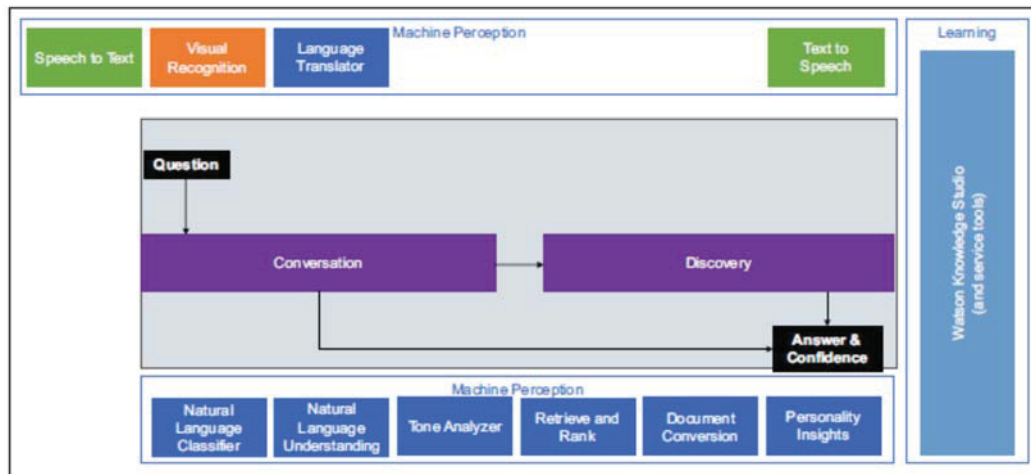 Machine Perception
Learning
Speech to Text
Visual
Recognition
Language
Translator
Text to
Speech
Question
Conversation
Discovery
Answer &
Confidence
Watson Knowledge Studio
(and service tools)
Machine Perception
Natural
Language
Classifier
Natural
Language
Understanding
Tone Analyzer
Retrieve and
Rank
Document
Conversion
Personality
Insights